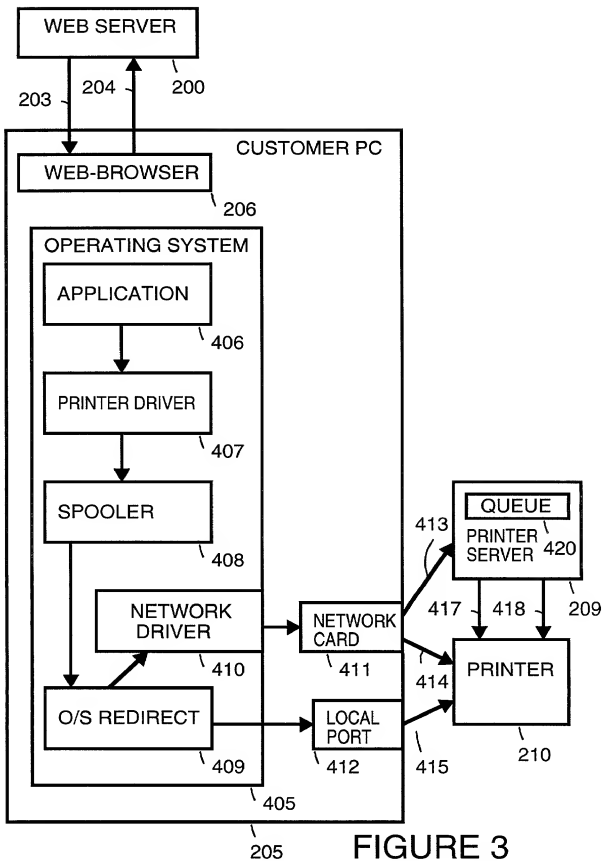 WEB SERVER
203
204
200
CUSTOMER PC
WEB-BROWSER
206
OPERATING SYSTEM
APPLICATION
406
PRINTER DRIVER
407
SPOOLER
408
413
QUEUE
PRINTER
SERVER
420
NETWORK
DRIVER
410
NETWORK
CARD
411
417
418
209
414
PRINTER
O/S REDIRECT
409
LOCAL
PORT
412
415
210
405
205
FIGURE 3